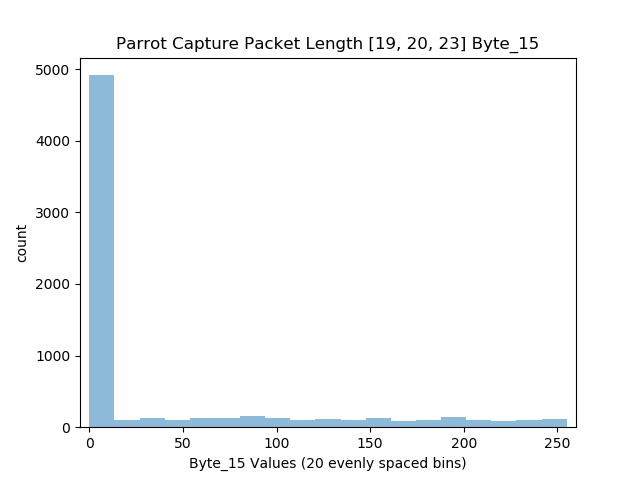 Parrot Capture Packet Length [19, 20, 23] Byte_15
5000
4000
3000
2000
1000
0
count
0 50 100 150 200 250
Byte_15 Values (20 evenly spaced bins)